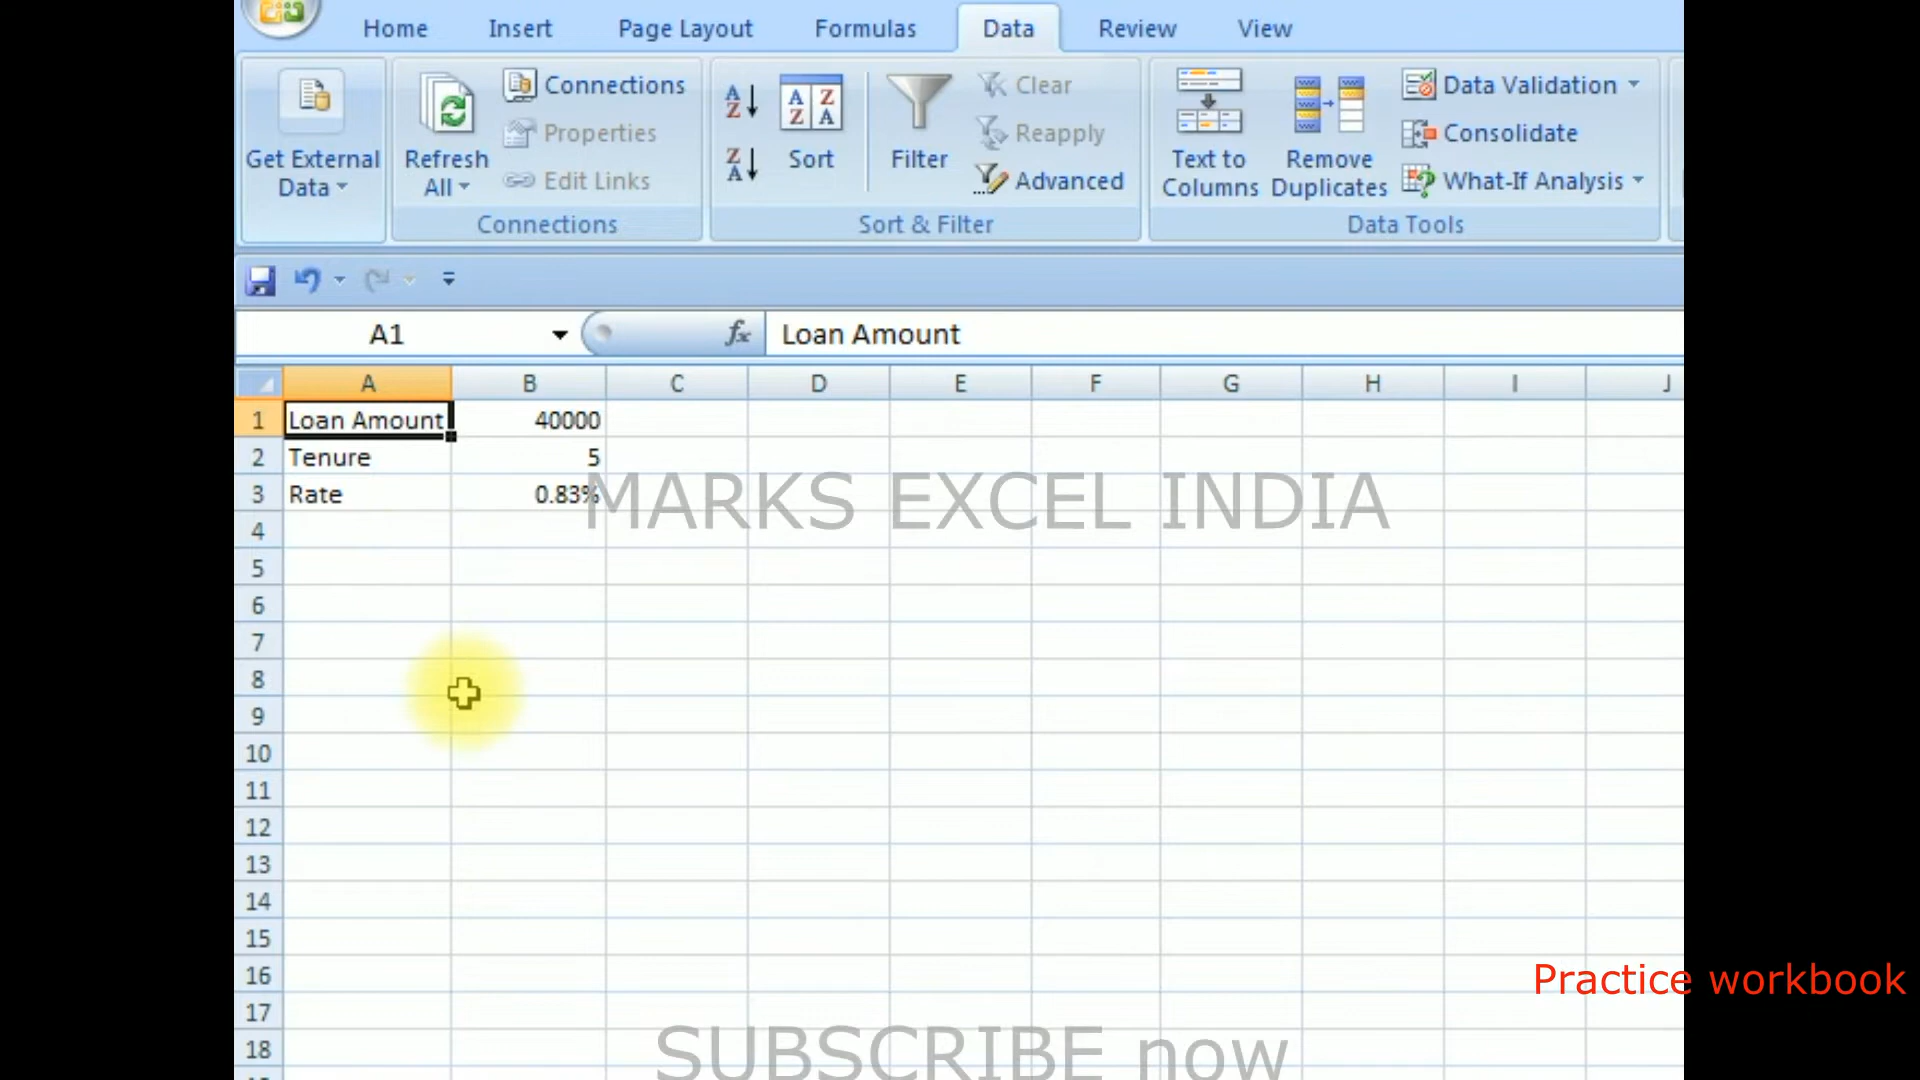 Home Insert Page Layout Formulas Data Review View
Get External Data
Refresh All
Connections
Properties
Edit Links
Connections
A Z
Z A
A Z Z A
Sort
Filter
Clear
Reapply
Advanced
Sort & Filter
Text to Columns
Remove Duplicates
Data Validation
Consolidate
What-If Analysis
Data Tools
A1 fx Loan Amount
A B C D E F G H I J
1 Loan Amount 40000
2 Tenure 5
3 Rate 0.83%
MARKS EXCEL INDIA
4
5
6
7
8
9
10
11
12
13
14
15
16
Practice workbook
17
18
SUBSCRIBE now